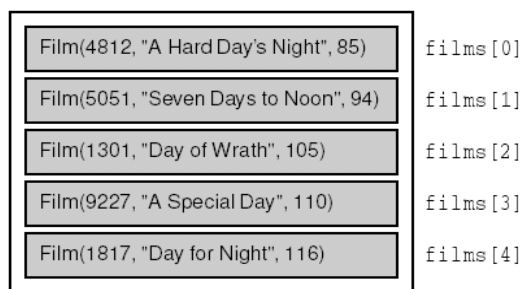 Film(4812, "A Hard Day's Night", 85) films[0]
Film(5051, "Seven Days to Noon", 94) films[1]
Film(1301, "Day of Wrath", 105) films[2]
Film(9227, "A Special Day", 110) films[3]
Film(1817, "Day for Night", 116) films[4]